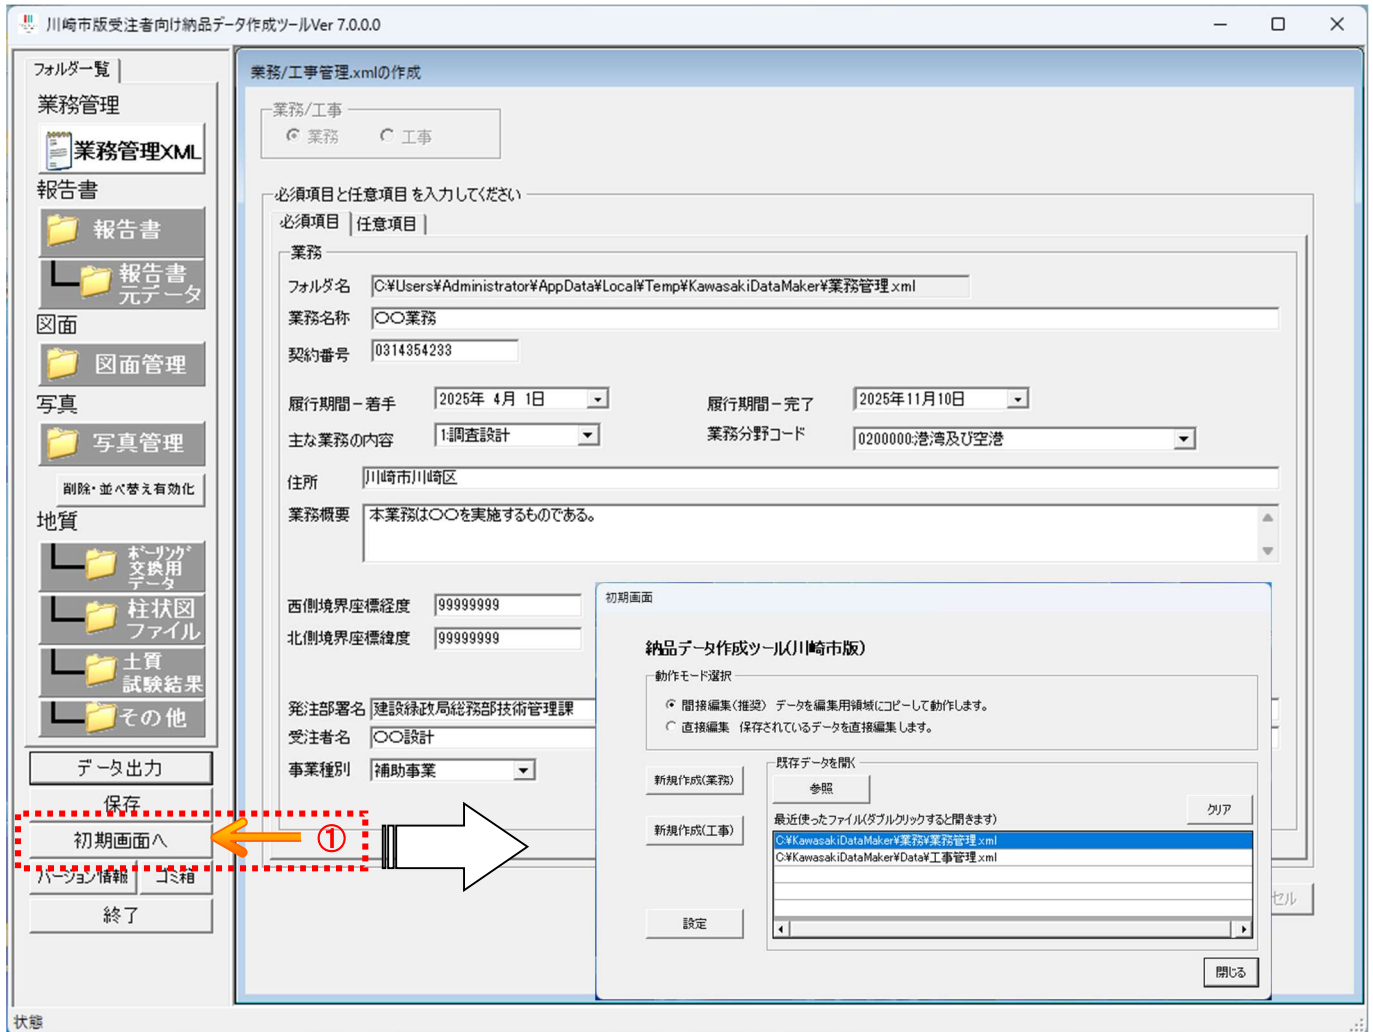 川崎市版受注者向け納品データ作成ツールVer 7.0.0.0
フォルダ一覧
業務管理
業務管理XML
報告書
報告書
報告書
元データ
図面
図面管理
写真
写真管理
削除・並べ替え有効化
地質
ボーリング
交換用
データ
柱状図
ファイル
土質
試験結果
その他
データ出力
保存
初期画面へ
①
バージョン情報
ゴミ箱
終了
状態
業務/工事管理.xmlの作成
業務/工事
業務
工事
必須項目と任意項目を入力してください
必須項目
任意項目
業務
フォルダ名 C:¥Users¥Administrator¥AppData¥Local¥Temp¥KawasakiDataMaker¥業務管理.xml
業務名称 〇〇業務
契約番号 0314354233
履行期間－着手 2025年 4月 1日
履行期間－完了 2025年11月10日
主な業務の内容 1:調査設計
業務分野コード 0200000:港湾及び空港
住所 川崎市川崎区
業務概要 本業務は〇〇を実施するものである。
西側境界座標経度 99999999
北側境界座標緯度 99999999
発注部署名 建設緑政局総務部技術管理課
受注者名 〇〇設計
事業種別 補助事業
セル
初期画面
納品データ作成ツール(川崎市版)
動作モード選択
間接編集(推奨) データを編集用領域にコピーして動作します。
直接編集 保存されているデータを直接編集します。
新規作成(業務)
新規作成(工事)
設定
既存データを開く
参照
クリア
最近使ったファイル(ダブルクリックすると開きます)
C:¥KawasakiDataMaker¥業務¥業務管理.xml
C:¥KawasakiDataMaker¥Data¥工事管理.xml
閉じる